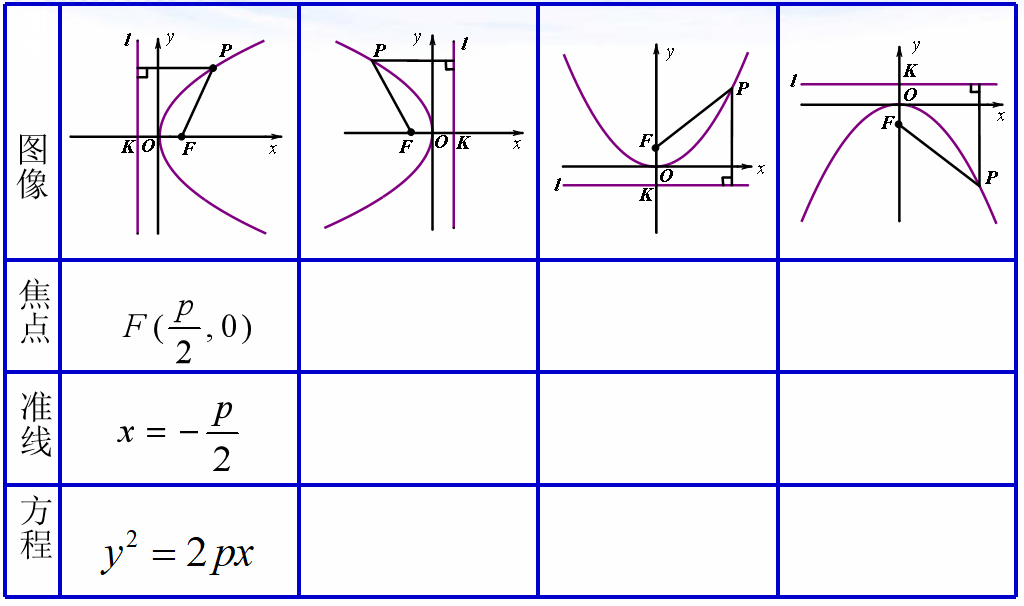 图像
l y P K O F x
y P l F O K x
y P F O x l K
y K l O x F P
焦点
F(p/2, 0)
准线
x = -p/2
方程
y² = 2px